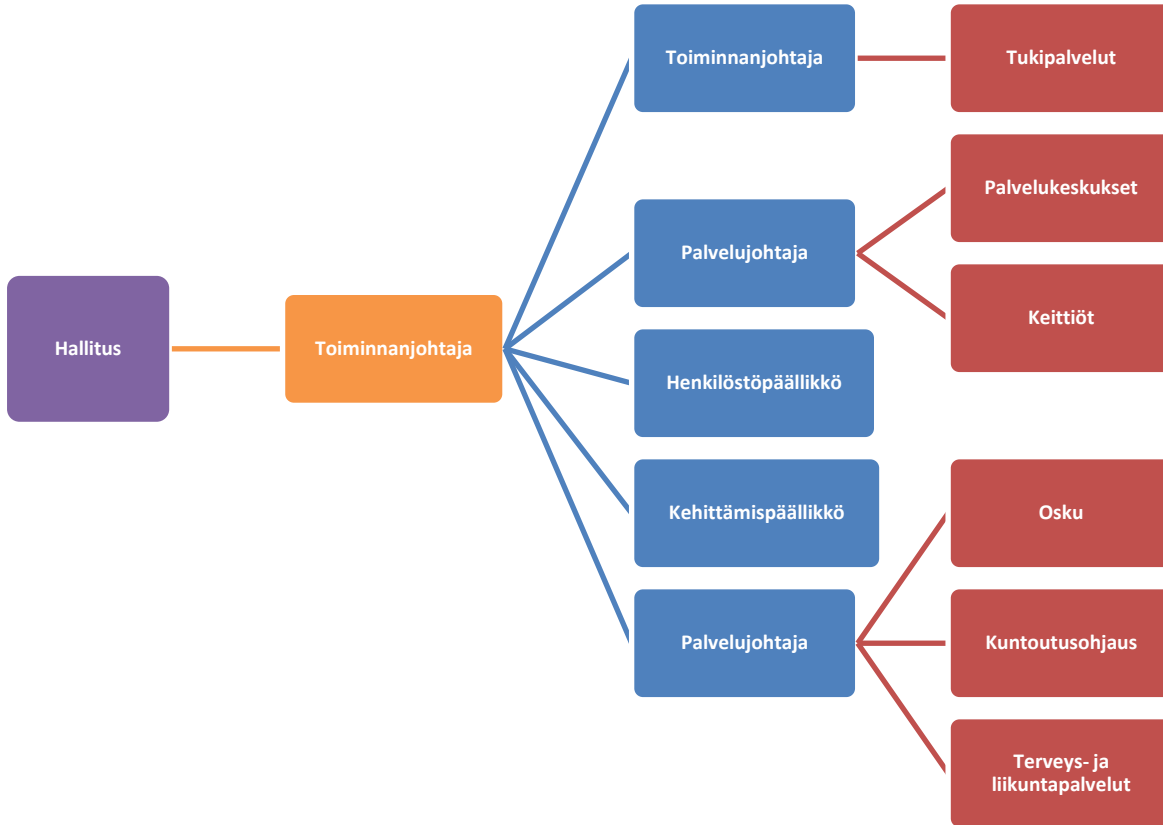 Hallitus
Toiminnanjohtaja
Toiminnanjohtaja
Tukipalvelut
Palvelujohtaja
Palvelukeskukset
Keittiöt
Henkilöstöpäällikkö
Kehittämispäällikkö
Palvelujohtaja
Osku
Kuntoutusohjaus
Terveys- ja
liikuntapalvelut